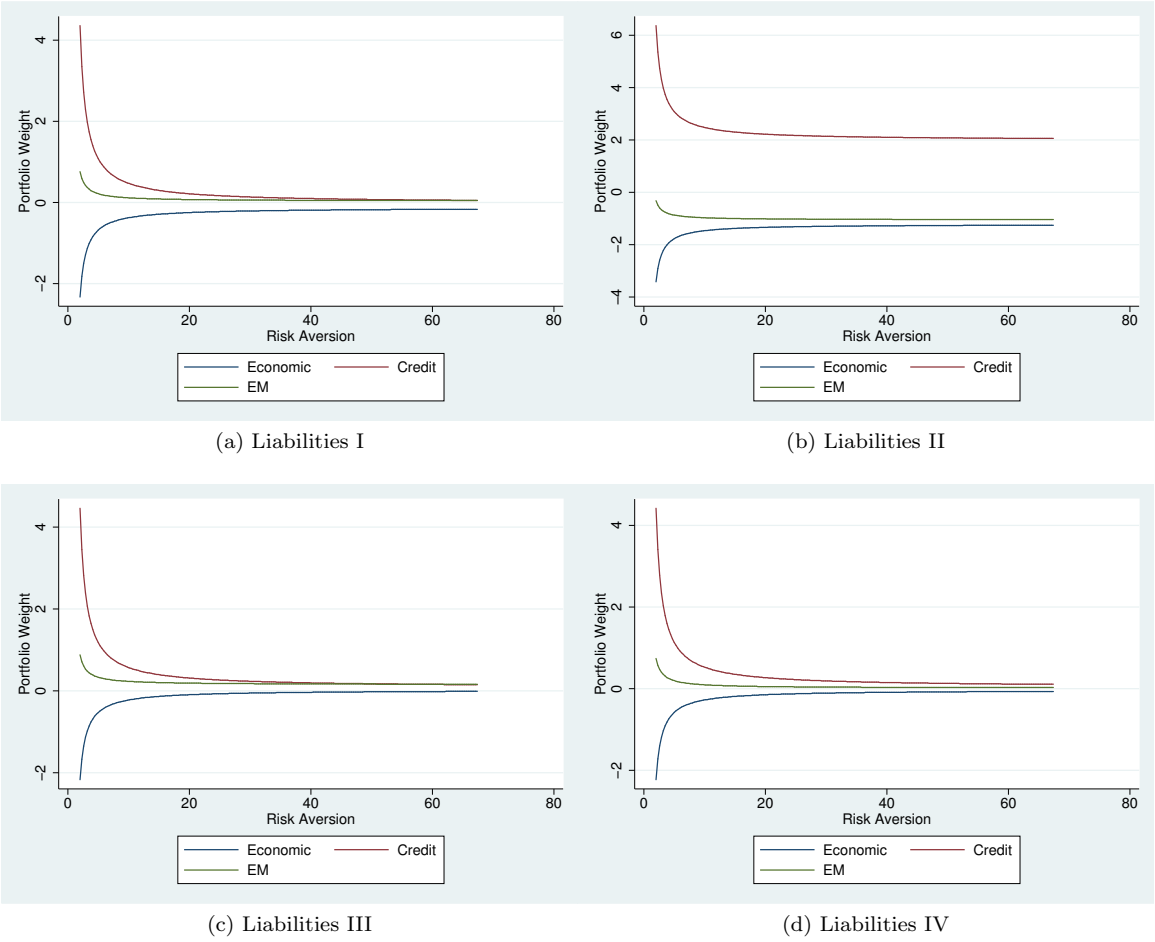 4
2
0
−2
Portfolio Weight
0 20 40 60 80
Risk Aversion
Economic Credit
EM
(a) Liabilities I
6
4
2
0
−2
−4
Portfolio Weight
0 20 40 60 80
Risk Aversion
Economic Credit
EM
(b) Liabilities II
4
2
0
−2
Portfolio Weight
0 20 40 60 80
Risk Aversion
Economic Credit
EM
(c) Liabilities III
4
2
0
−2
Portfolio Weight
0 20 40 60 80
Risk Aversion
Economic Credit
EM
(d) Liabilities IV